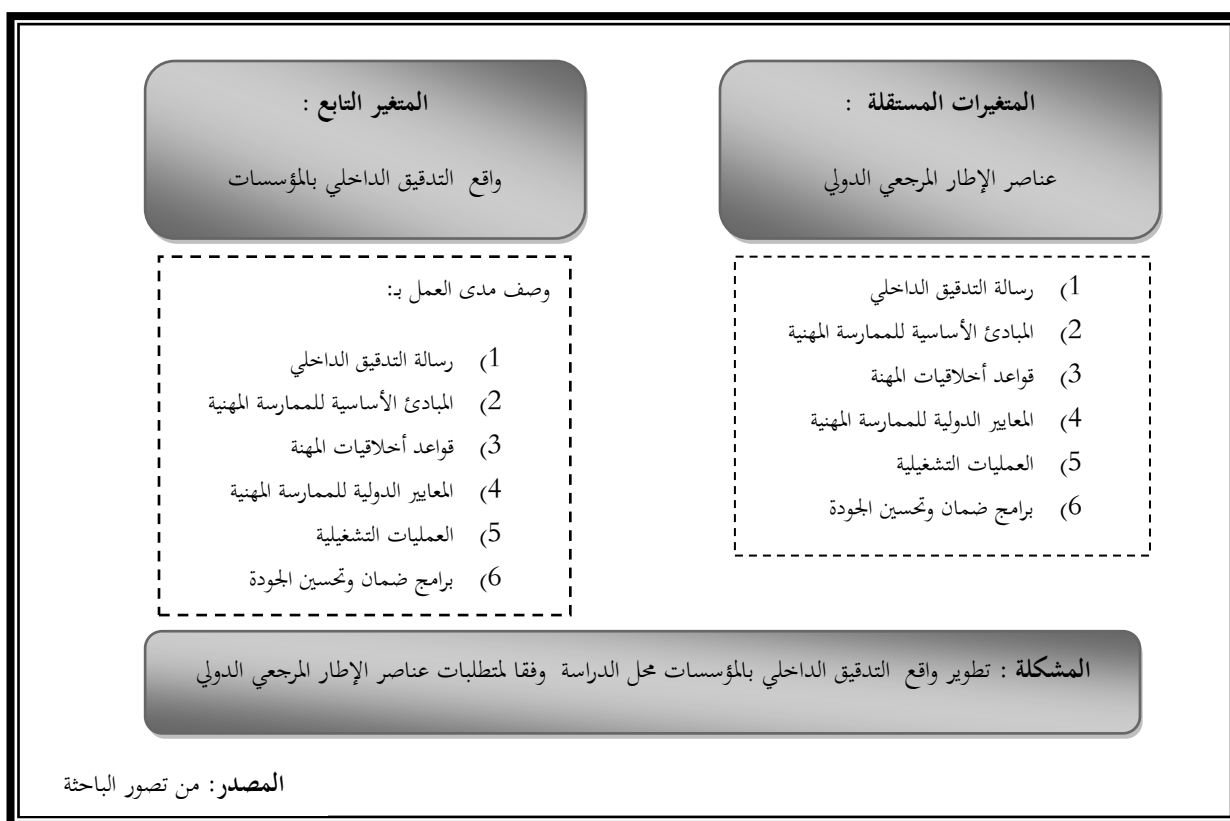 المتغيرات المستقلة :
عناصر الإطار المرجعي الدولي
1) رسالة التدقيق الداخلي
2) المبادئ الأساسية للممارسة المهنية
3) قواعد أخلاقيات المهنة
4) المعايير الدولية للممارسة المهنية
5) العمليات التشغيلية
6) برامج ضمان وتحسين الجودة
المتغير التابع :
واقع التدقيق الداخلي بالمؤسسات
وصف مدى العمل بـ:
1) رسالة التدقيق الداخلي
2) المبادئ الأساسية للممارسة المهنية
3) قواعد أخلاقيات المهنة
4) المعايير الدولية للممارسة المهنية
5) العمليات التشغيلية
6) برامج ضمان وتحسين الجودة
المشكلة : تطوير واقع التدقيق الداخلي بالمؤسسات محل الدراسة وفقا لمتطلبات عناصر الإطار المرجعي الدولي
المصدر: من تصور الباحثة